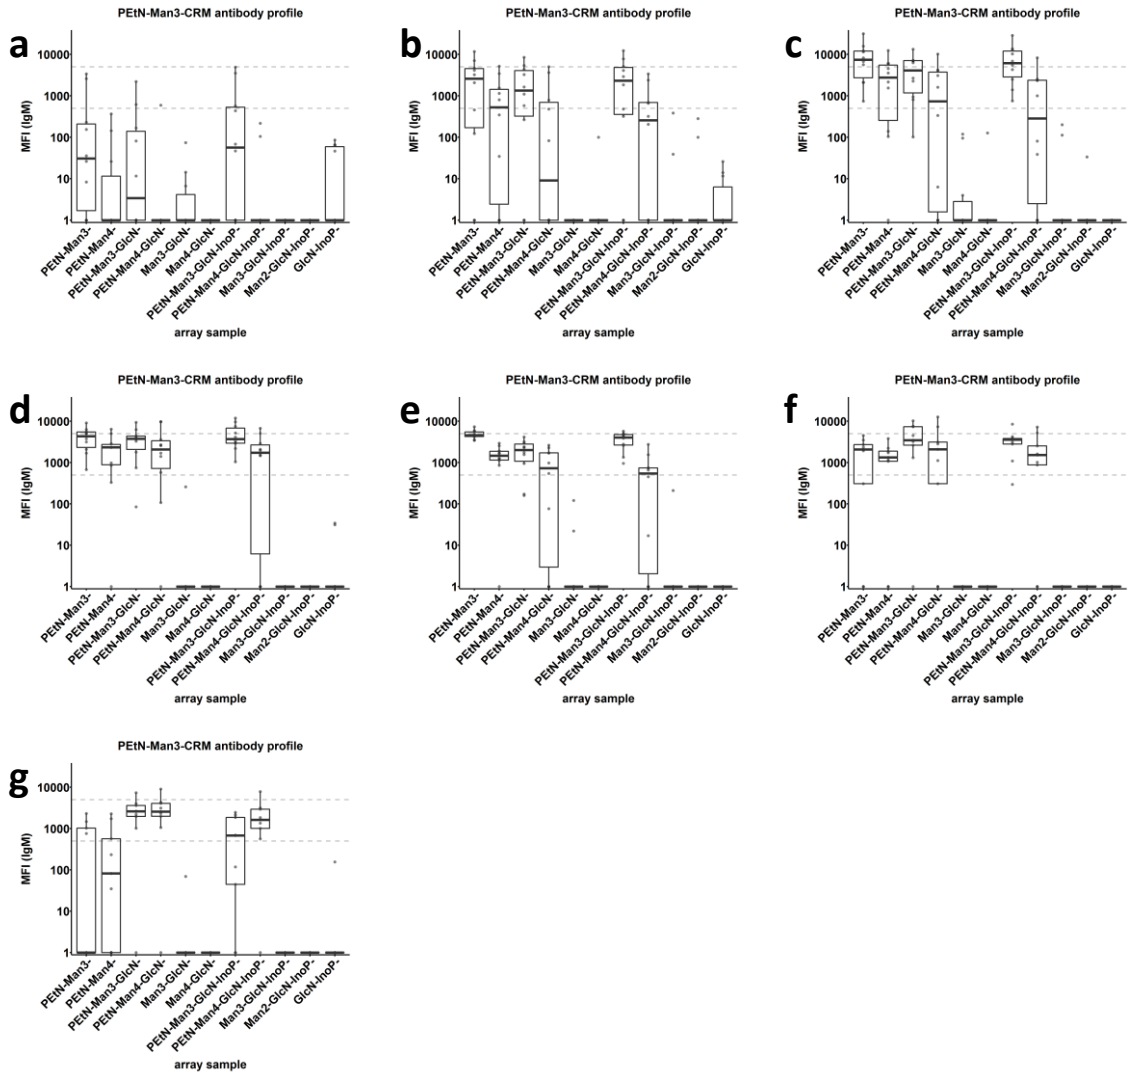 a
PEtN-Man3-CRM antibody profile
MFI (IgM)
10000
1000
100
10
1
PEtN-Man3-
PEtN-Man4-
PEtN-Man3-GlcN-
PEtN-Man4-GlcN-
Man3-GlcN-
Man4-GlcN-
PEtN-Man3-GlcN-InoP-
PEtN-Man4-GlcN-InoP-
Man3-GlcN-InoP-
Man2-GlcN-InoP-
GlcN-InoP-
array sample
b
PEtN-Man3-CRM antibody profile
MFI (IgM)
10000
1000
100
10
1
PEtN-Man3-
PEtN-Man4-
PEtN-Man3-GlcN-
PEtN-Man4-GlcN-
Man3-GlcN-
Man4-GlcN-
PEtN-Man3-GlcN-InoP-
PEtN-Man4-GlcN-InoP-
Man3-GlcN-InoP-
Man2-GlcN-InoP-
GlcN-InoP-
array sample
c
PEtN-Man3-CRM antibody profile
MFI (IgM)
10000
1000
100
10
1
PEtN-Man3-
PEtN-Man4-
PEtN-Man3-GlcN-
PEtN-Man4-GlcN-
Man3-GlcN-
Man4-GlcN-
PEtN-Man3-GlcN-InoP-
PEtN-Man4-GlcN-InoP-
Man3-GlcN-InoP-
Man2-GlcN-InoP-
GlcN-InoP-
array sample
d
PEtN-Man3-CRM antibody profile
MFI (IgM)
10000
1000
100
10
1
PEtN-Man3-
PEtN-Man4-
PEtN-Man3-GlcN-
PEtN-Man4-GlcN-
Man3-GlcN-
Man4-GlcN-
PEtN-Man3-GlcN-InoP-
PEtN-Man4-GlcN-InoP-
Man3-GlcN-InoP-
Man2-GlcN-InoP-
GlcN-InoP-
array sample
e
PEtN-Man3-CRM antibody profile
MFI (IgM)
10000
1000
100
10
1
PEtN-Man3-
PEtN-Man4-
PEtN-Man3-GlcN-
PEtN-Man4-GlcN-
Man3-GlcN-
Man4-GlcN-
PEtN-Man3-GlcN-InoP-
PEtN-Man4-GlcN-InoP-
Man3-GlcN-InoP-
Man2-GlcN-InoP-
GlcN-InoP-
array sample
f
PEtN-Man3-CRM antibody profile
MFI (IgM)
10000
1000
100
10
1
PEtN-Man3-
PEtN-Man4-
PEtN-Man3-GlcN-
PEtN-Man4-GlcN-
Man3-GlcN-
Man4-GlcN-
PEtN-Man3-GlcN-InoP-
PEtN-Man4-GlcN-InoP-
Man3-GlcN-InoP-
Man2-GlcN-InoP-
GlcN-InoP-
array sample
g
PEtN-Man3-CRM antibody profile
MFI (IgM)
10000
1000
100
10
1
PEtN-Man3-
PEtN-Man4-
PEtN-Man3-GlcN-
PEtN-Man4-GlcN-
Man3-GlcN-
Man4-GlcN-
PEtN-Man3-GlcN-InoP-
PEtN-Man4-GlcN-InoP-
Man3-GlcN-InoP-
Man2-GlcN-InoP-
GlcN-InoP-
array sample